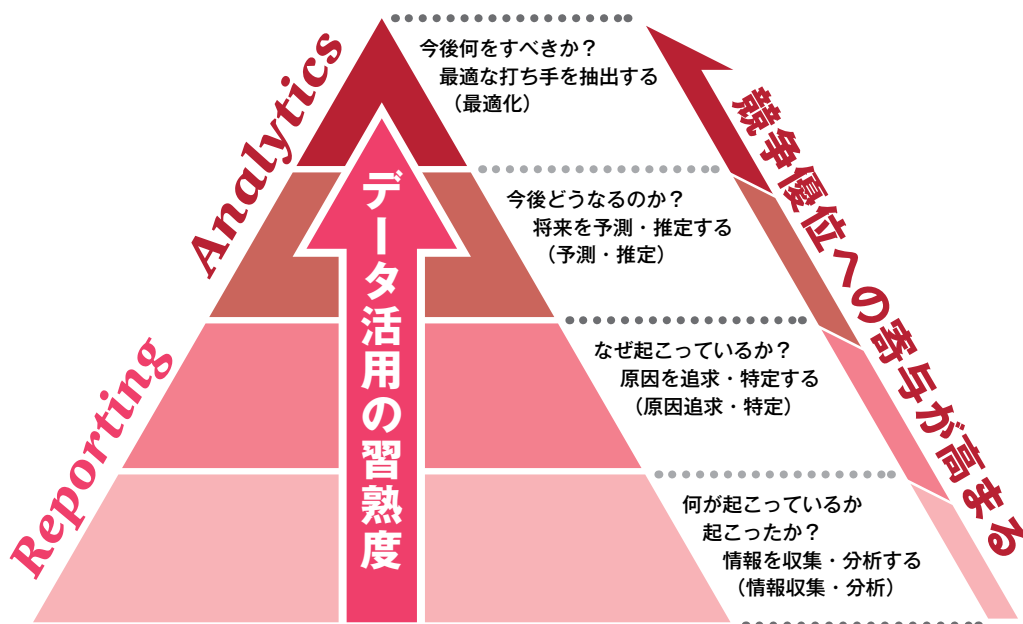 Analytics
Reporting
データ活用の習熟度
今後何をすべきか？
最適な打ち手を抽出する
（最適化）
今後どうなるのか？
将来を予測・推定する
（予測・推定）
なぜ起こっているか？
原因を追求・特定する
（原因追求・特定）
何が起こっているか
起こったか？
情報を収集・分析する
（情報収集・分析）
競争優位への寄与が高まる